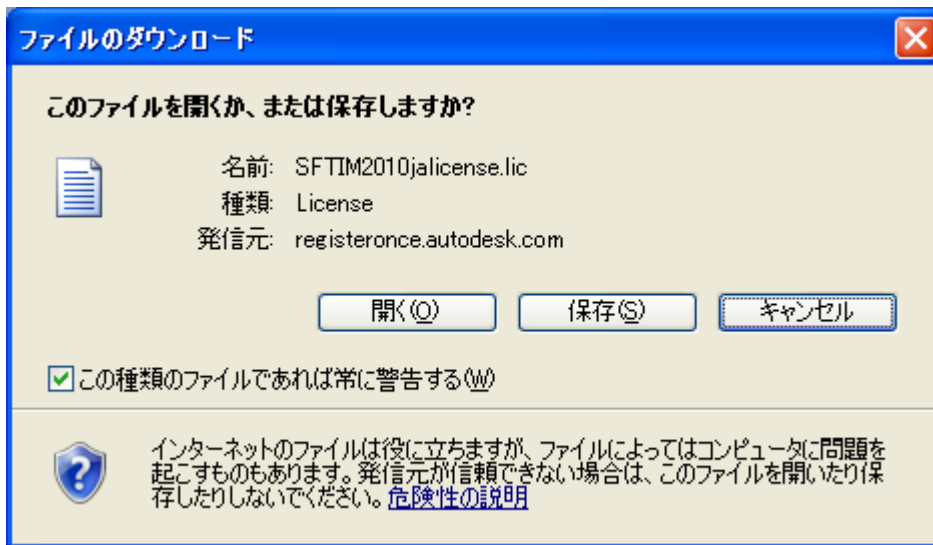 ファイルのダウンロード
このファイルを開くか、または保存しますか?
名前: SFTIM2010jalicense.lic
種類: License
発信元: registeronce.autodesk.com
開く(O) 保存(S) キャンセル
この種類のファイルであれば常に警告する(W)
インターネットのファイルは役に立ちますが、ファイルによってはコンピュータに問題を
起こすものもあります。発信元が信頼できない場合は、このファイルを開いたり保
存したりしないでください。危険性の説明